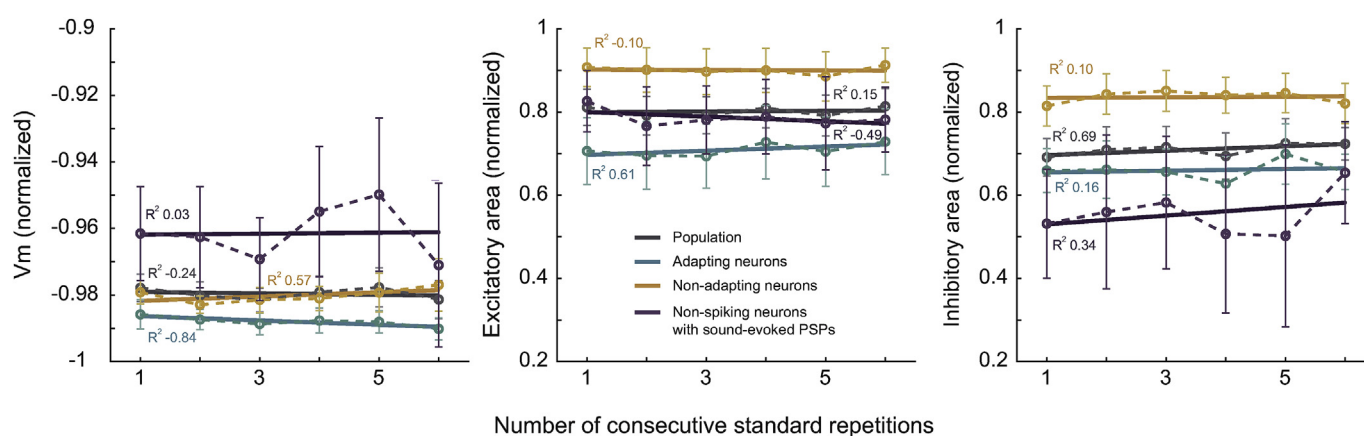 Vm (normalized)
-0.9
-0.92
-0.94
-0.96
-0.98
-1
R² 0.03
R² -0.24
R² 0.57
R² -0.84
1
3
5
Excitatory area (normalized)
1
0.8
0.6
0.4
0.2
R² -0.10
R² 0.15
R² -0.49
R² 0.61
Population
Adapting neurons
Non-adapting neurons
Non-spiking neurons
with sound-evoked PSPs
1
3
5
Inhibitory area (normalized)
1
0.8
0.6
0.4
0.2
R² 0.10
R² 0.69
R² 0.16
R² 0.34
1
3
5
Number of consecutive standard repetitions